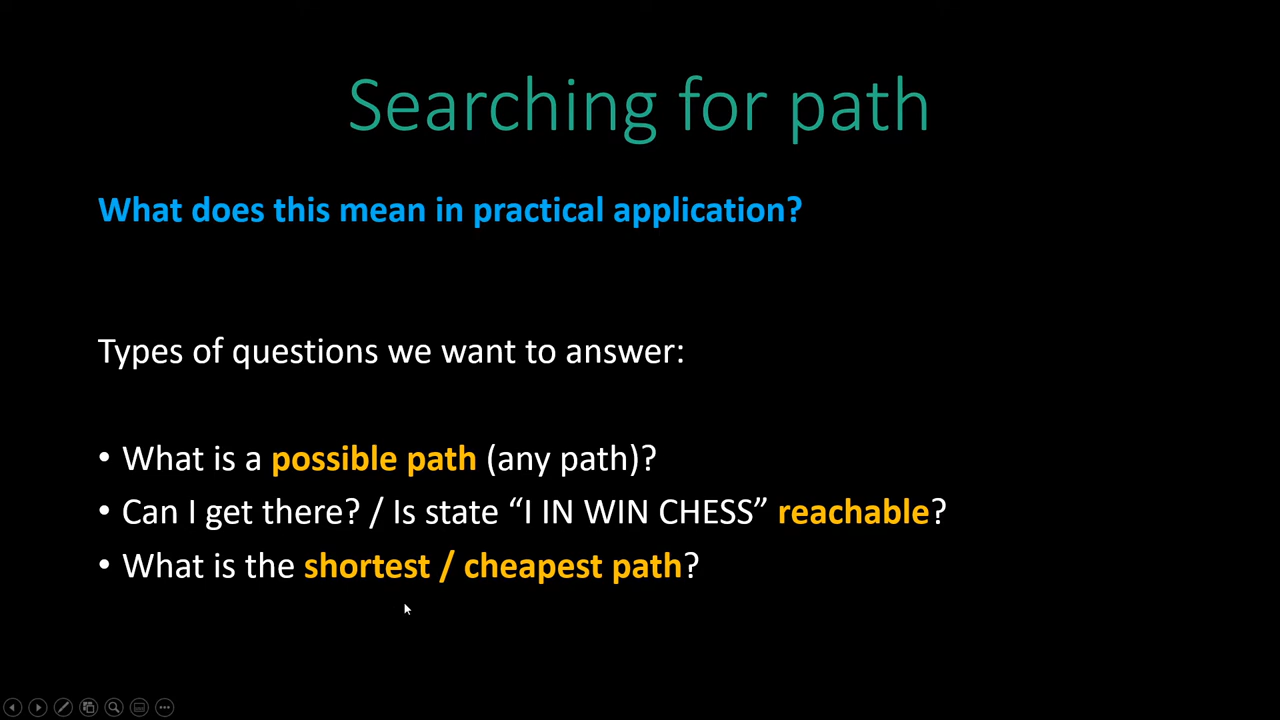 Searching for path
What does this mean in practical application?
Types of questions we want to answer:
• What is a possible path (any path)?
• Can I get there? / Is state “I IN WIN CHESS” reachable?
• What is the shortest / cheapest path?